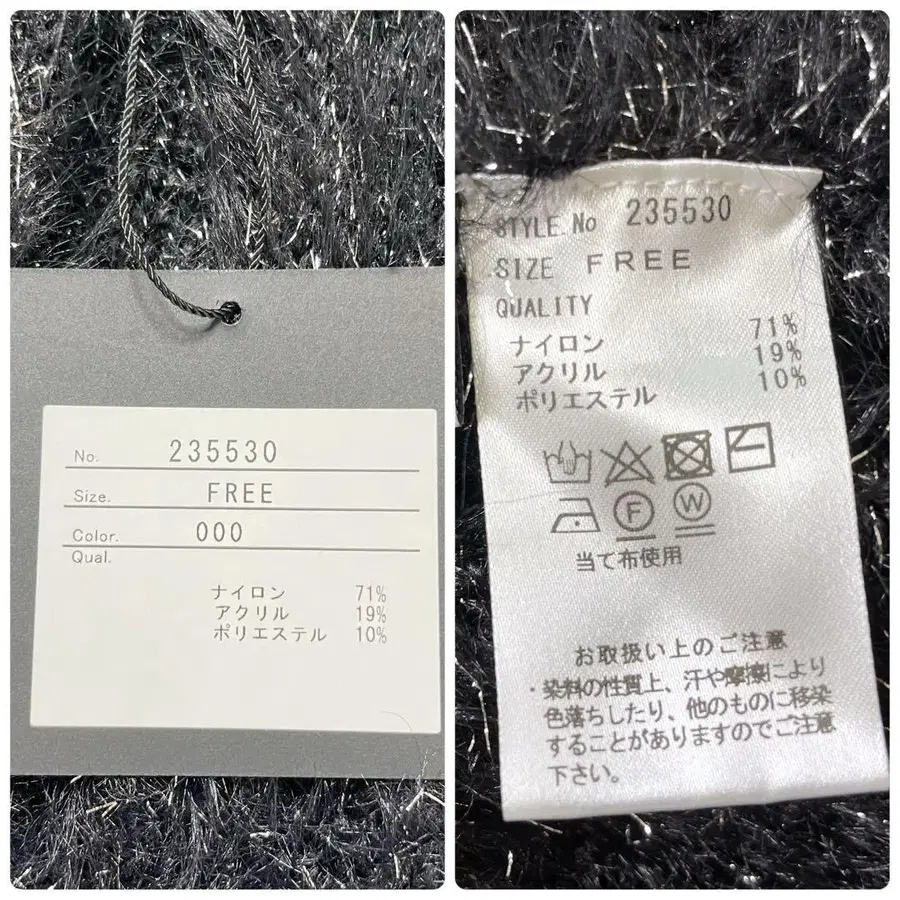 No. 235530
Size. FREE
Color. 000
Qual.
ナイロン 71%
アクリル 19%
ポリエステル 10%
STYLE.No 235530
SIZE FREE
QUALITY
ナイロン 71%
アクリル 19%
ポリエステル 10%
F W
当て布使用
お取扱い上のご注意
・染料の性質上、汗や摩擦により
色落ちしたり、他のものに移染
することがありますのでご注意
下さい。